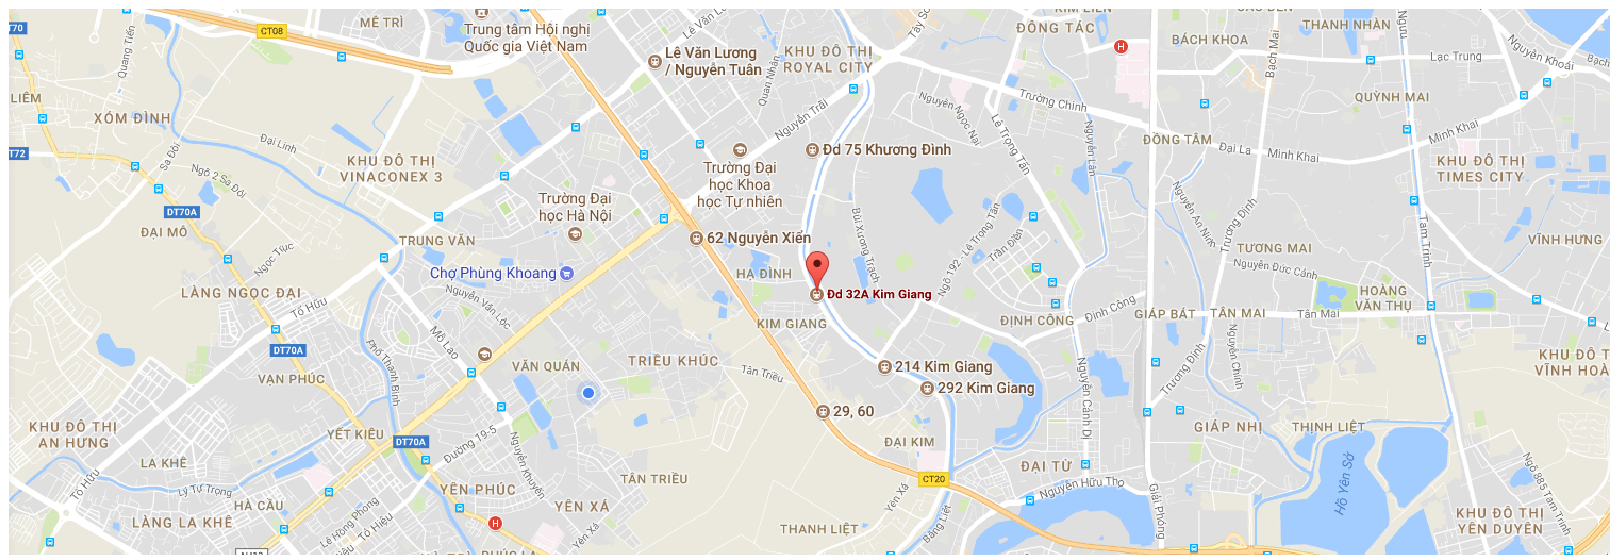 DT70
MỄ TRÌ
CT08
Quảng Tiến
Trung tâm Hội nghị
Quốc gia Việt Nam
Lê Văn Lương
/ Nguyễn Tuân
Quan Nhân
KHU ĐÔ THỊ
ROYAL CITY
Tây Sơn
KIM LIÊN
ĐÔNG TÁC
H
BÁCH KHOA
Bạch Mai
THANH NHÀN
Lạc Trung
Nguyễn Khoái
LIÊM
XÓM ĐÌNH
QUỲNH MAI
Nguyễn Trãi
Nguyễn Ngọc Nại
Trường Chinh
Lê Trọng Tấn
Nguyễn Lân
ĐỒNG TÂM
Đại La
Minh Khai
Minh Khai
T72
Sa Đôi
Đại Linh
Ngõ 2 Sa Đôi
KHU ĐÔ THỊ
VINACONEX 3
Đd 75 Khương Đình
Trường Đại
học Khoa
học Tự nhiên
Trường Đại
học Hà Nội
KHU ĐÔ THỊ
TIMES CITY
DT70A
ĐẠI MỖ
Ngọc Trục
TRUNG VĂN
62 Nguyễn Xiển
Bùi Xương Trạch
Ngõ 192 - Lê Trọng Tấn
Trần Điền
Nguyễn An Ninh
Trương Định
TƯƠNG MAI
Tam Trinh
VĨNH HƯNG
Chợ Phùng Khoang
HẠ ĐÌNH
Nguyễn Đức Cảnh
LÀNG NGỌC ĐẠI
Tố Hữu
Nguyễn Văn Lộc
Đd 32A Kim Giang
HOÀNG
VĂN THỤ
KIM GIANG
ĐỊNH CÔNG
Định Công
GIÁP BÁT
TÂN MAI
Tân Mai
DT70A
Mỗ Lao
Phố Thanh Bình
VẠN PHÚC
VĂN QUÁN
TRIỀU KHÚC
Tân Triều
214 Kim Giang
292 Kim Giang
Nguyễn Cảnh Dị
Trương Định
Nguyễn Chính
KHU ĐÔ T
VĨNH HOÀ
29, 60
KHU ĐÔ THỊ
AN HƯNG
YẾT KIÊU
DT70A
Đường 19-5
Nguyễn Khuyến
ĐẠI KIM
GIÁP NHỊ
THỊNH LIỆT
LA KHÊ
Tố Hữu
Lý Tự Trọng
YÊN PHÚC
TÂN TRIỀU
CT20
ĐẠI TỪ
Nguyễn Hữu Thọ
Giải Phóng
Hồ Yên Sở
Ngõ 885 Tam Trinh
HÀ CẦU
LÀNG LA KHÊ
Lê Hồng Phong
Tô Hiệu
H
YÊN XÁ
Yên Xá
THANH LIỆT
Yên Xá
Bằng Liệt
KHU ĐÔ THỊ
YÊN DUYÊN